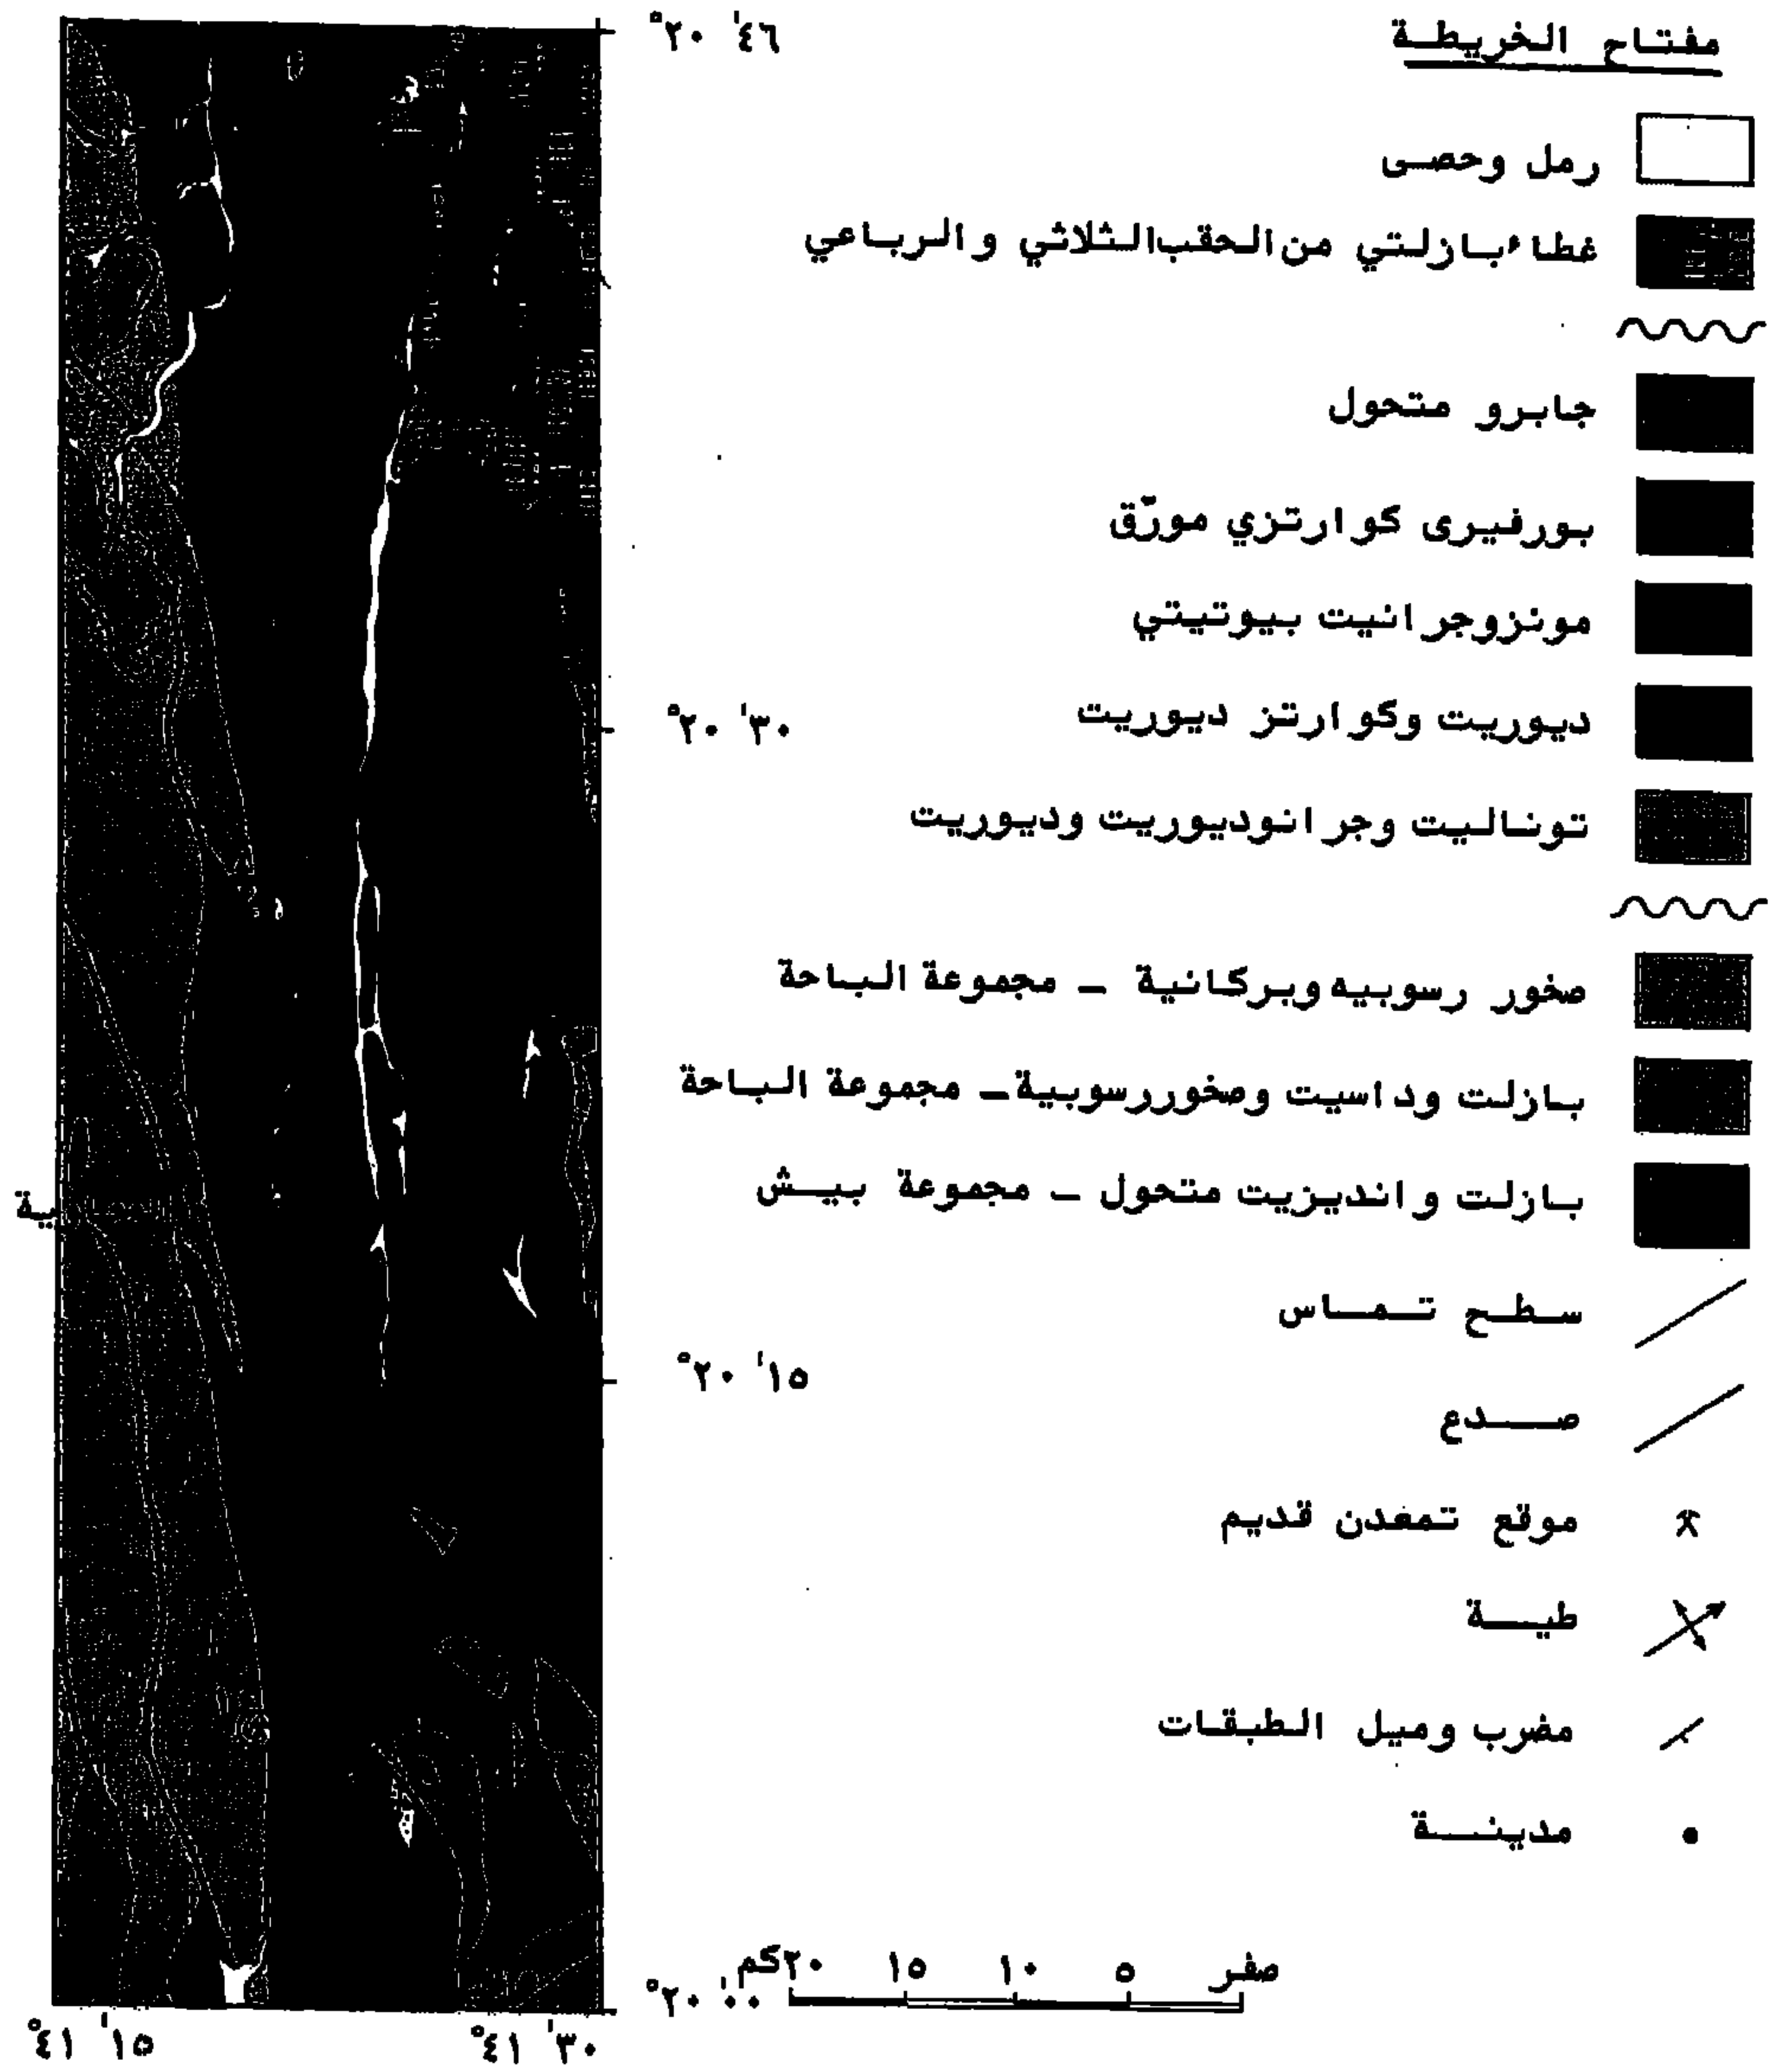 مفتاح الخريطة
رمل وحصى
غطاء بازلتي من الحقب الثلاثي والرباعي
جابرو متحول
بورفيرى كوارتزي مورّق
مونزوجرانيت بيوتيتي
ديوريت وكوارتز ديوريت
توناليت وجرانوديوريت وديوريت
صخور رسوبيه وبركانية – مجموعة الباحة
بازلت وداسيت وصخور رسوبية – مجموعة الباحة
بازلت وانديزيت متحول – مجموعة بيش
سطح تماس
صدع
موقع تمعدن قديم
طية
مضرب وميل الطبقات
مدينة
صفر ٥ ١٠ ١٥ ٢٠كم
٤٦' ٢٠°
٣٠' ٢٠°
١٥' ٢٠°
٠٠' ٢٠°
ية
٣٠' ٤١°
١٥' ٤١°